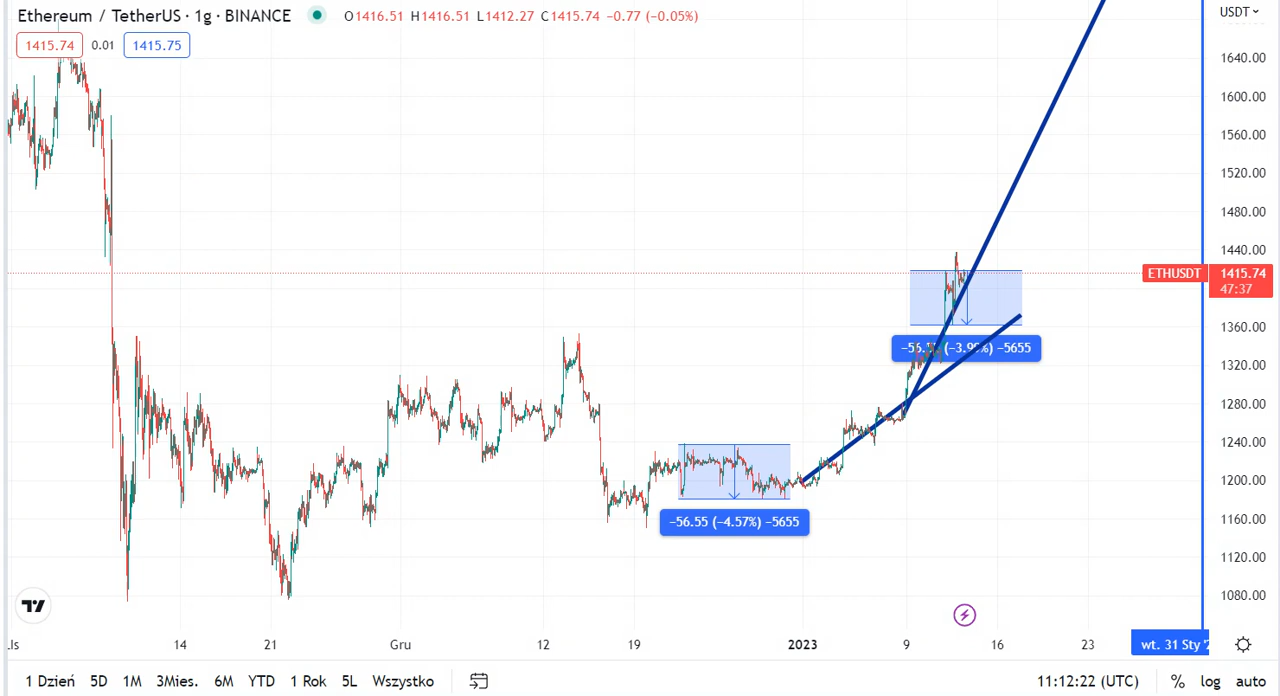 Ethereum / TetherUS · 1g · BINANCE O1416.51 H1416.51 L1412.27 C1415.74 −0.77 (−0.05%)
USDT
1415.74 0.01 1415.75
1640.00
1600.00
1560.00
1520.00
1480.00
1440.00
ETHUSDT 1415.74
47:37
1360.00
−56. (−3.99%) −5655
1320.00
1280.00
1240.00
1200.00
−56.55 (−4.57%) −5655
1160.00
1120.00
1080.00
14 21 Gru 12 19 2023 9 16 23 wt. 31 Sty
1 Dzień 5D 1M 3Mies. 6M YTD 1 Rok 5L Wszystko 11:12:22 (UTC) % log auto